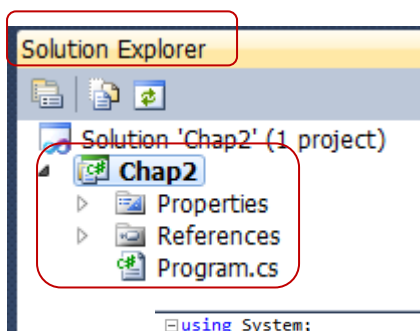 Solution Explorer
Solution 'Chap2' (1 project)
C# Chap2
Properties
References
C# Program.cs
using System;